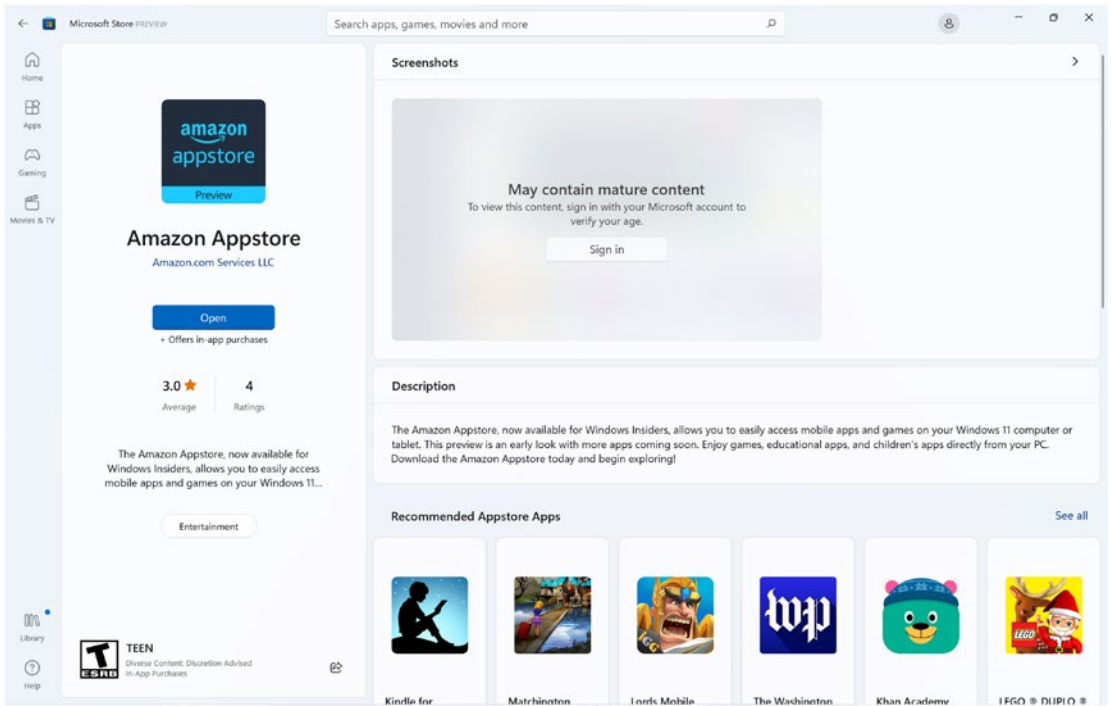 Microsoft Store PREVIEW
Search apps, games, movies and more
Home
Apps
Gaming
Movies & TV
Library
Help
amazon
appstore
Preview
Amazon Appstore
Amazon.com Services LLC
Open
+ Offers in-app purchases
3.0
4
Average
Ratings
The Amazon Appstore, now available for
Windows Insiders, allows you to easily access
mobile apps and games on your Windows 11...
Entertainment
T
ESRB
TEEN
Diverse Content: Discretion Advised
In-App Purchases
Screenshots
May contain mature content
To view this content, sign in with your Microsoft account to
verify your age.
Sign in
Description
The Amazon Appstore, now available for Windows Insiders, allows you to easily access mobile apps and games on your Windows 11 computer or
tablet. This preview is an early look with more apps coming soon. Enjoy games, educational apps, and children's apps directly from your PC.
Download the Amazon Appstore today and begin exploring!
Recommended Appstore Apps
See all
IGG
wp
LEGO
Kindle for
Matchington
Lords Mobile
The Washington
Khan Academy
LEGO ® DUPLO ®